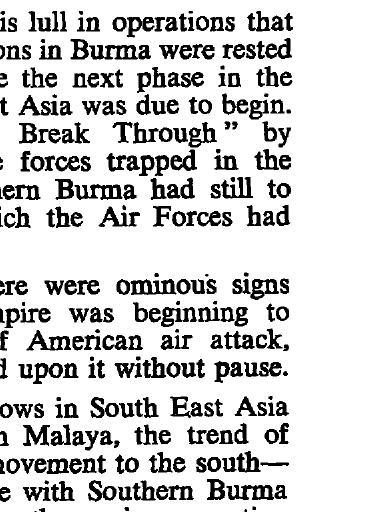 is lull in operations that
ons in Burma were rested
e the next phase in the
t Asia was due to begin.
Break Through" by
e forces trapped in the
ern Burma had still to
ich the Air Forces had
ere were ominous signs
mpire was beginning to
f American air attack,
d upon it without pause.
ows in South East Asia
n Malaya, the trend of
movement to the south—
e with Southern Burma